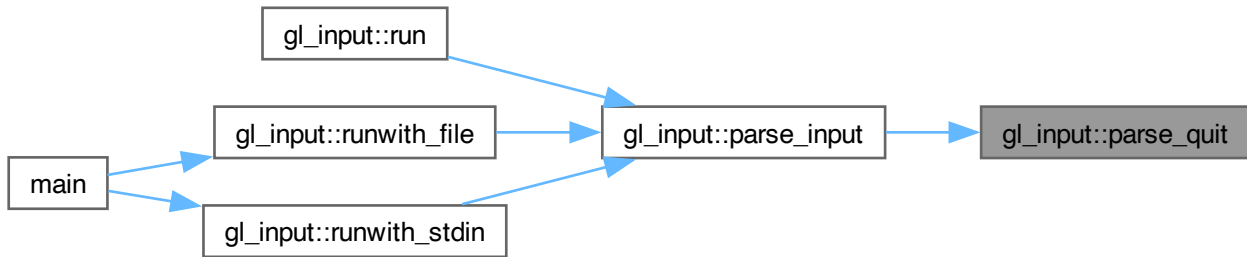 gl_input::run
gl_input::runwith_file
gl_input::parse_input
gl_input::parse_quit
main
gl_input::runwith_stdin